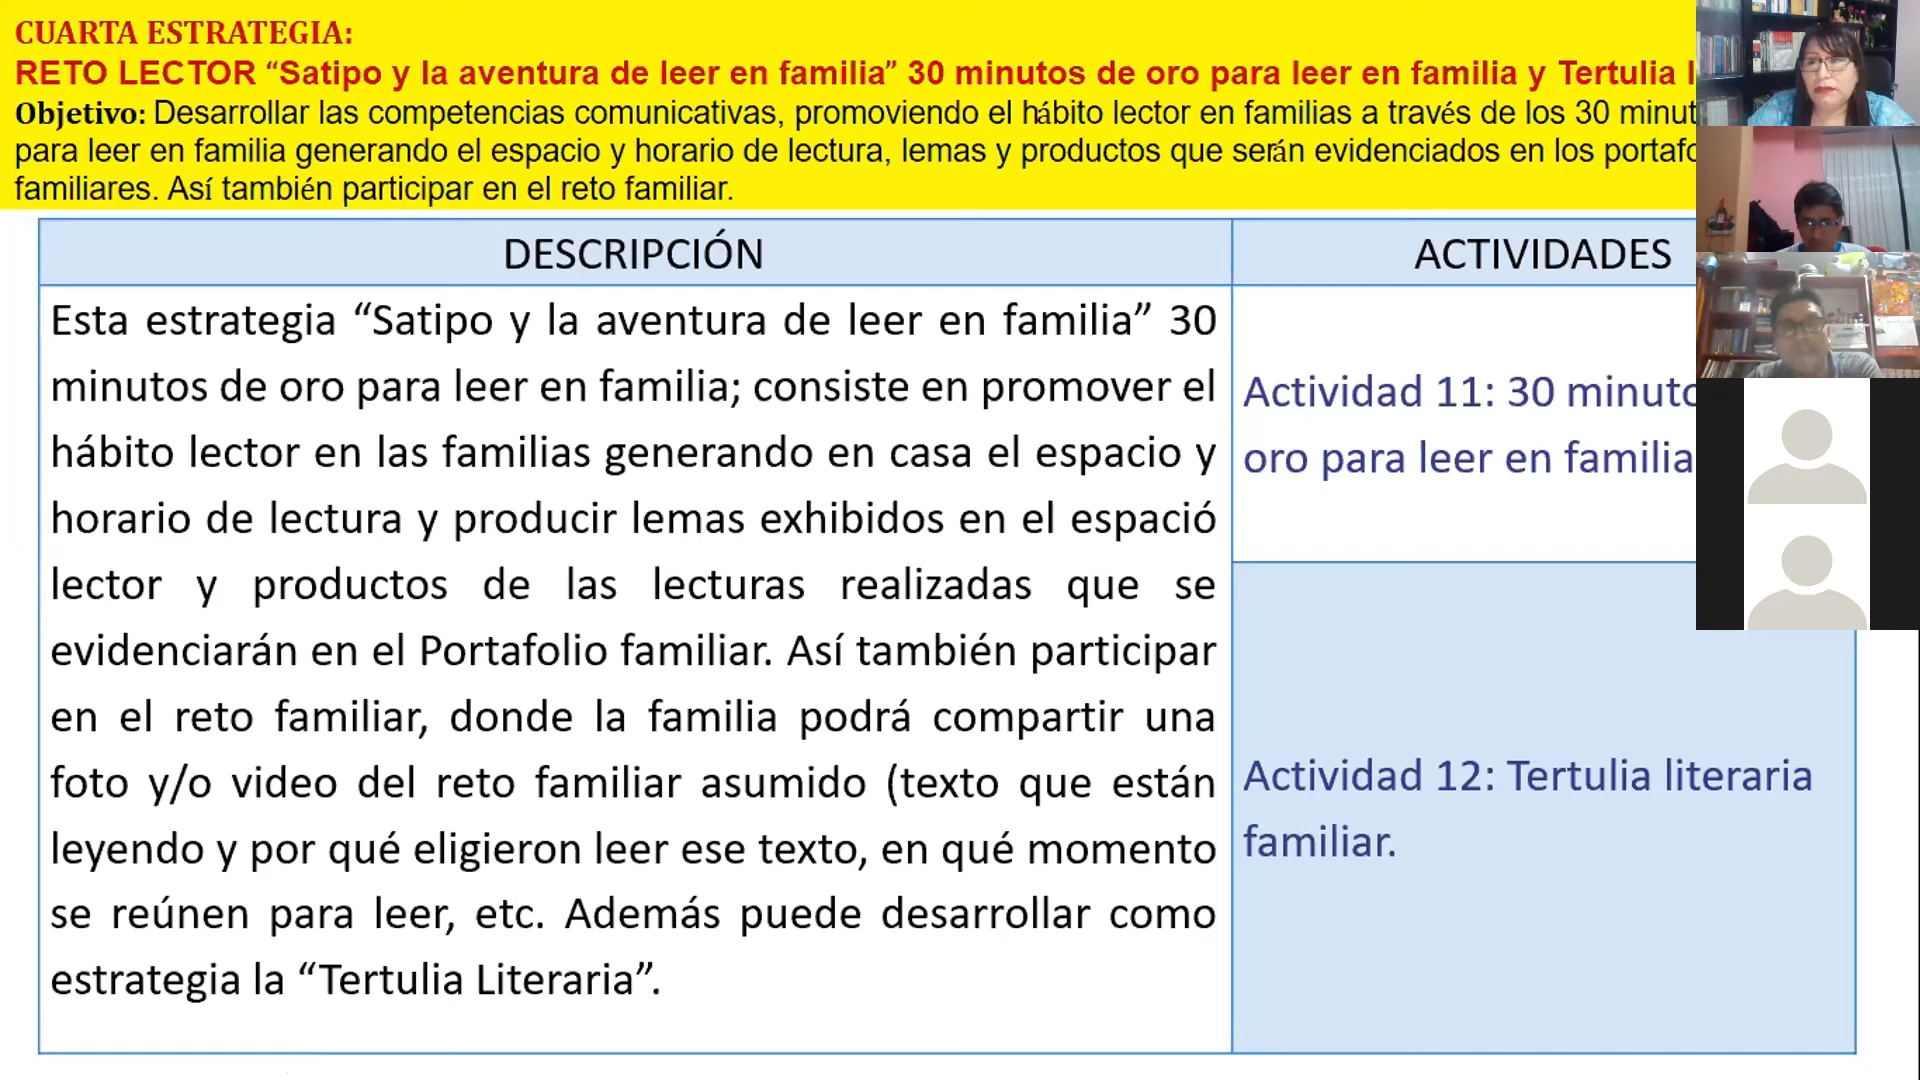 CUARTA ESTRATEGIA:
RETO LECTOR “Satipo y la aventura de leer en familia” 30 minutos de oro para leer en familia y Tertulia
Objetivo: Desarrollar las competencias comunicativas, promoviendo el hábito lector en familias a través de los 30
para leer en familia generando el espacio y horario de lectura, lemas y productos que serán evidenciados en los
familiares. Así también participar en el reto familiar.
DESCRIPCIÓN
ACTIVIDADES
Esta estrategia “Satipo y la aventura de leer en familia” 30
minutos de oro para leer en familia; consiste en promover el
hábito lector en las familias generando en casa el espacio y
horario de lectura y producir lemas exhibidos en el espació
lector y productos de las lecturas realizadas que se
evidenciarán en el Portafolio familiar. Así también participar
en el reto familiar, donde la familia podrá compartir una
foto y/o video del reto familiar asumido (texto que están
leyendo y por qué eligieron leer ese texto, en qué momento
se reúnen para leer, etc. Además puede desarrollar como
estrategia la “Tertulia Literaria”.
Actividad 11: 30
oro para leer en familia
Actividad 12: Tertulia literaria
familiar.